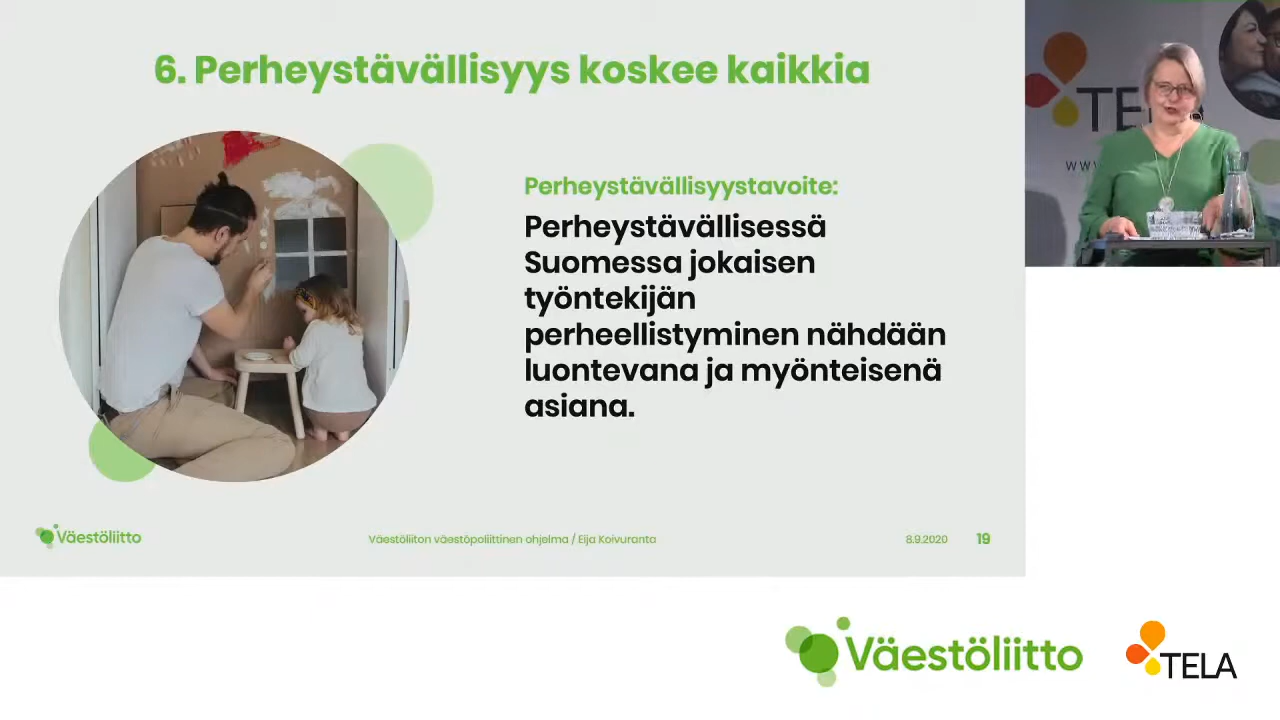 6. Perheystävällisyys koskee kaikkia
Perheystävällisyystavoite:
Perheystävällisessä
Suomessa jokaisen
työntekijän
perheellistyminen nähdään
luontevana ja myönteisenä
asiana.
Väestöliitto
Väestöliiton väestöpoliittinen ohjelma / Eija Koivuranta
8.9.2020
19
TELA
Väestöliitto
TELA